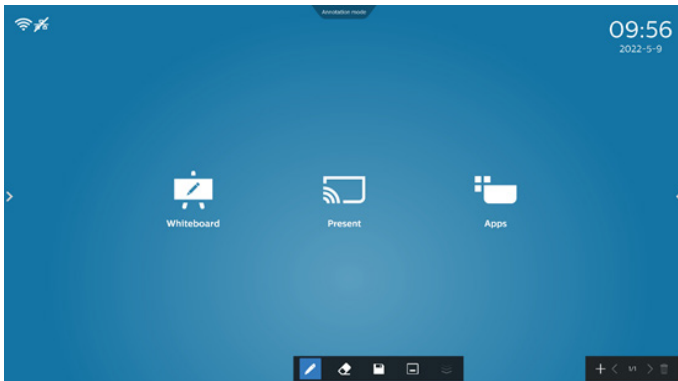 Annotation mode
09:56
2022-5-9
Whiteboard
Present
Apps
1/1